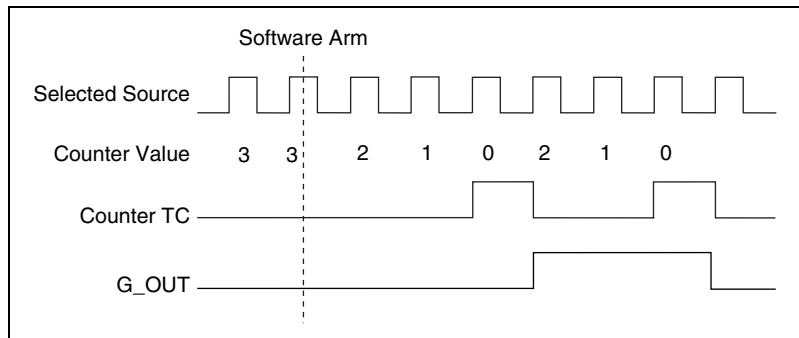 Software Arm
Selected Source
Counter Value 3 3 2 1 0 2 1 0
Counter TC
G_OUT